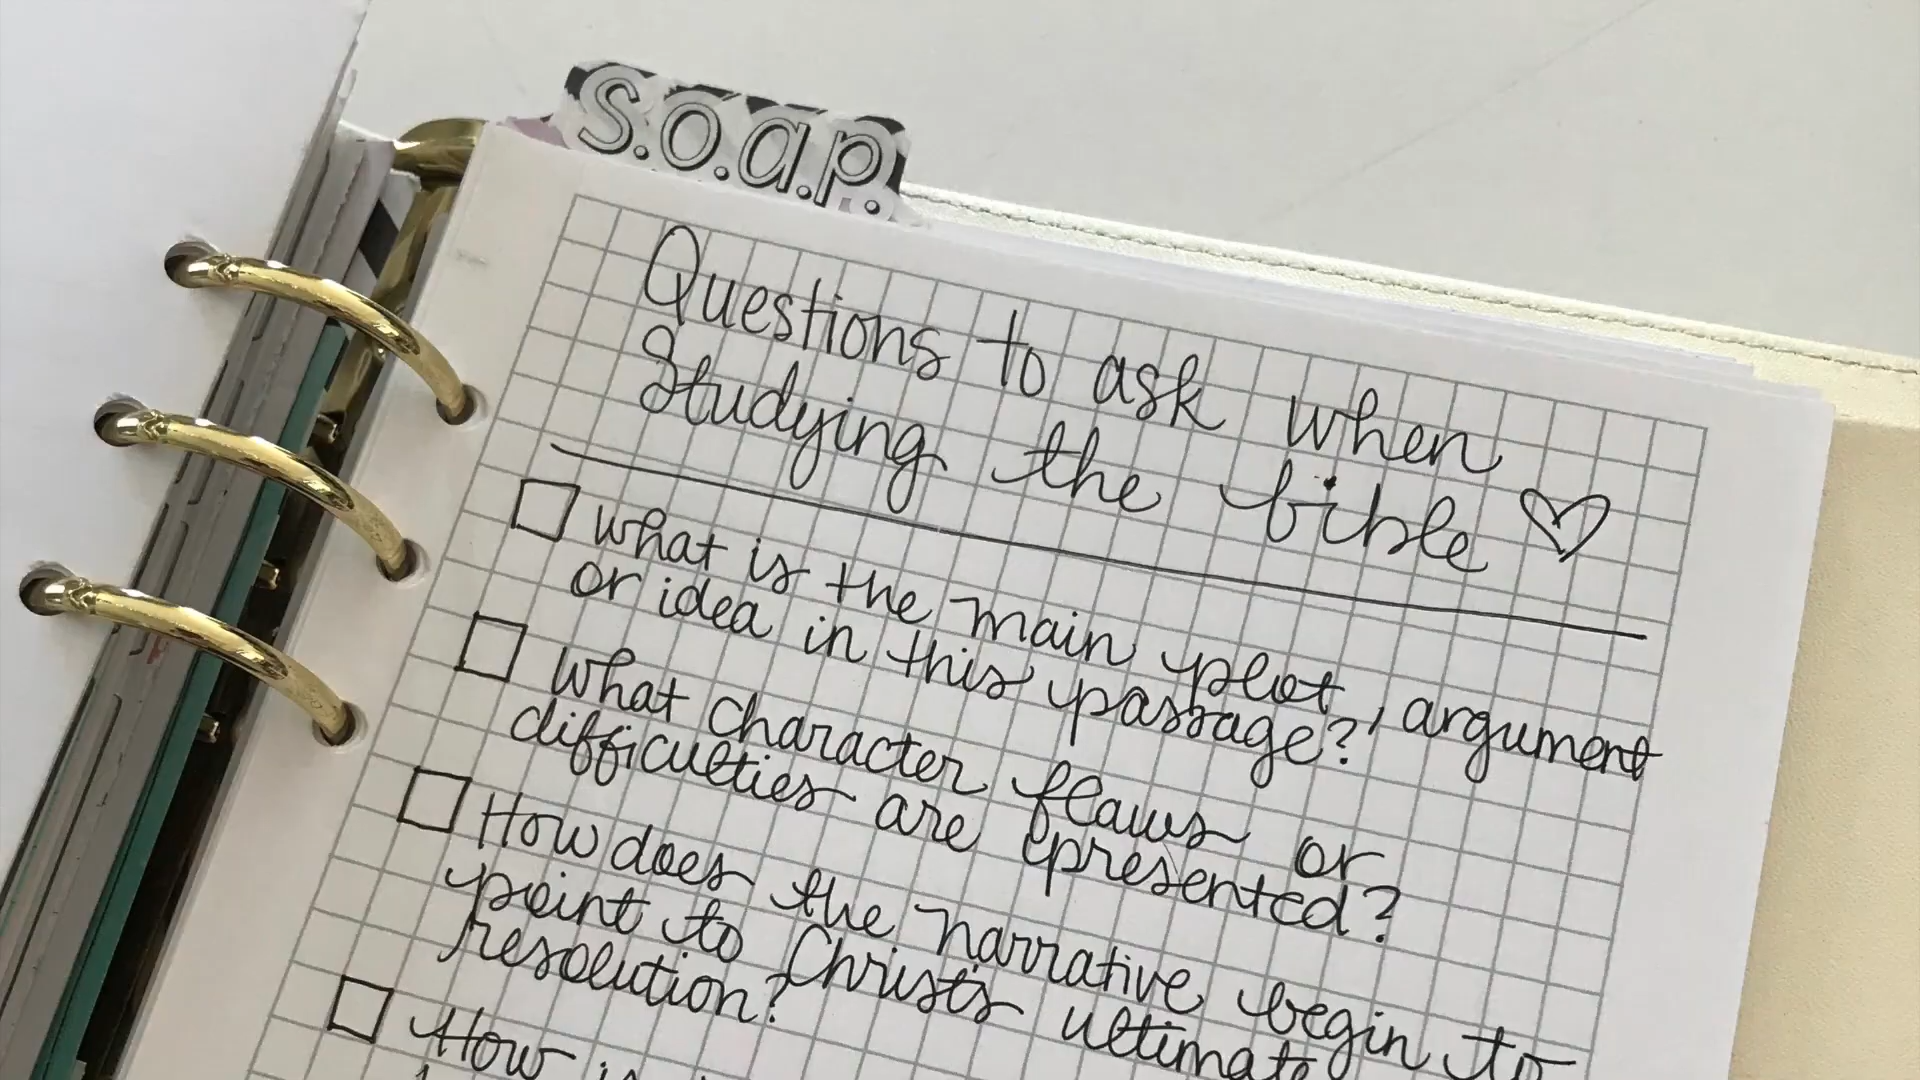 s.o.a.p.
Questions to ask when
Studying the bible
What is the main plot, argument
or idea in this passage?
What character flaws or
difficulties are presented?
How does the narrative begin to
point to Christ's ultimate
resolution?
How is